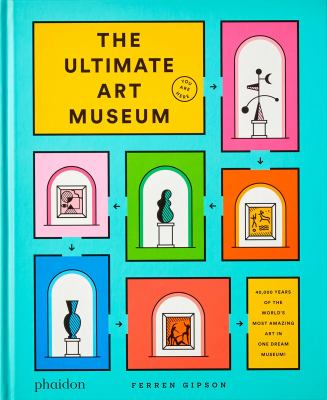 THE
ULTIMATE
ART
MUSEUM
YOU ARE
HERE
40,000 YEARS
OF THE
WORLD'S
MOST AMAZING
ART IN
ONE DREAM
MUSEUM!
phaidon
FERREN GIPSON